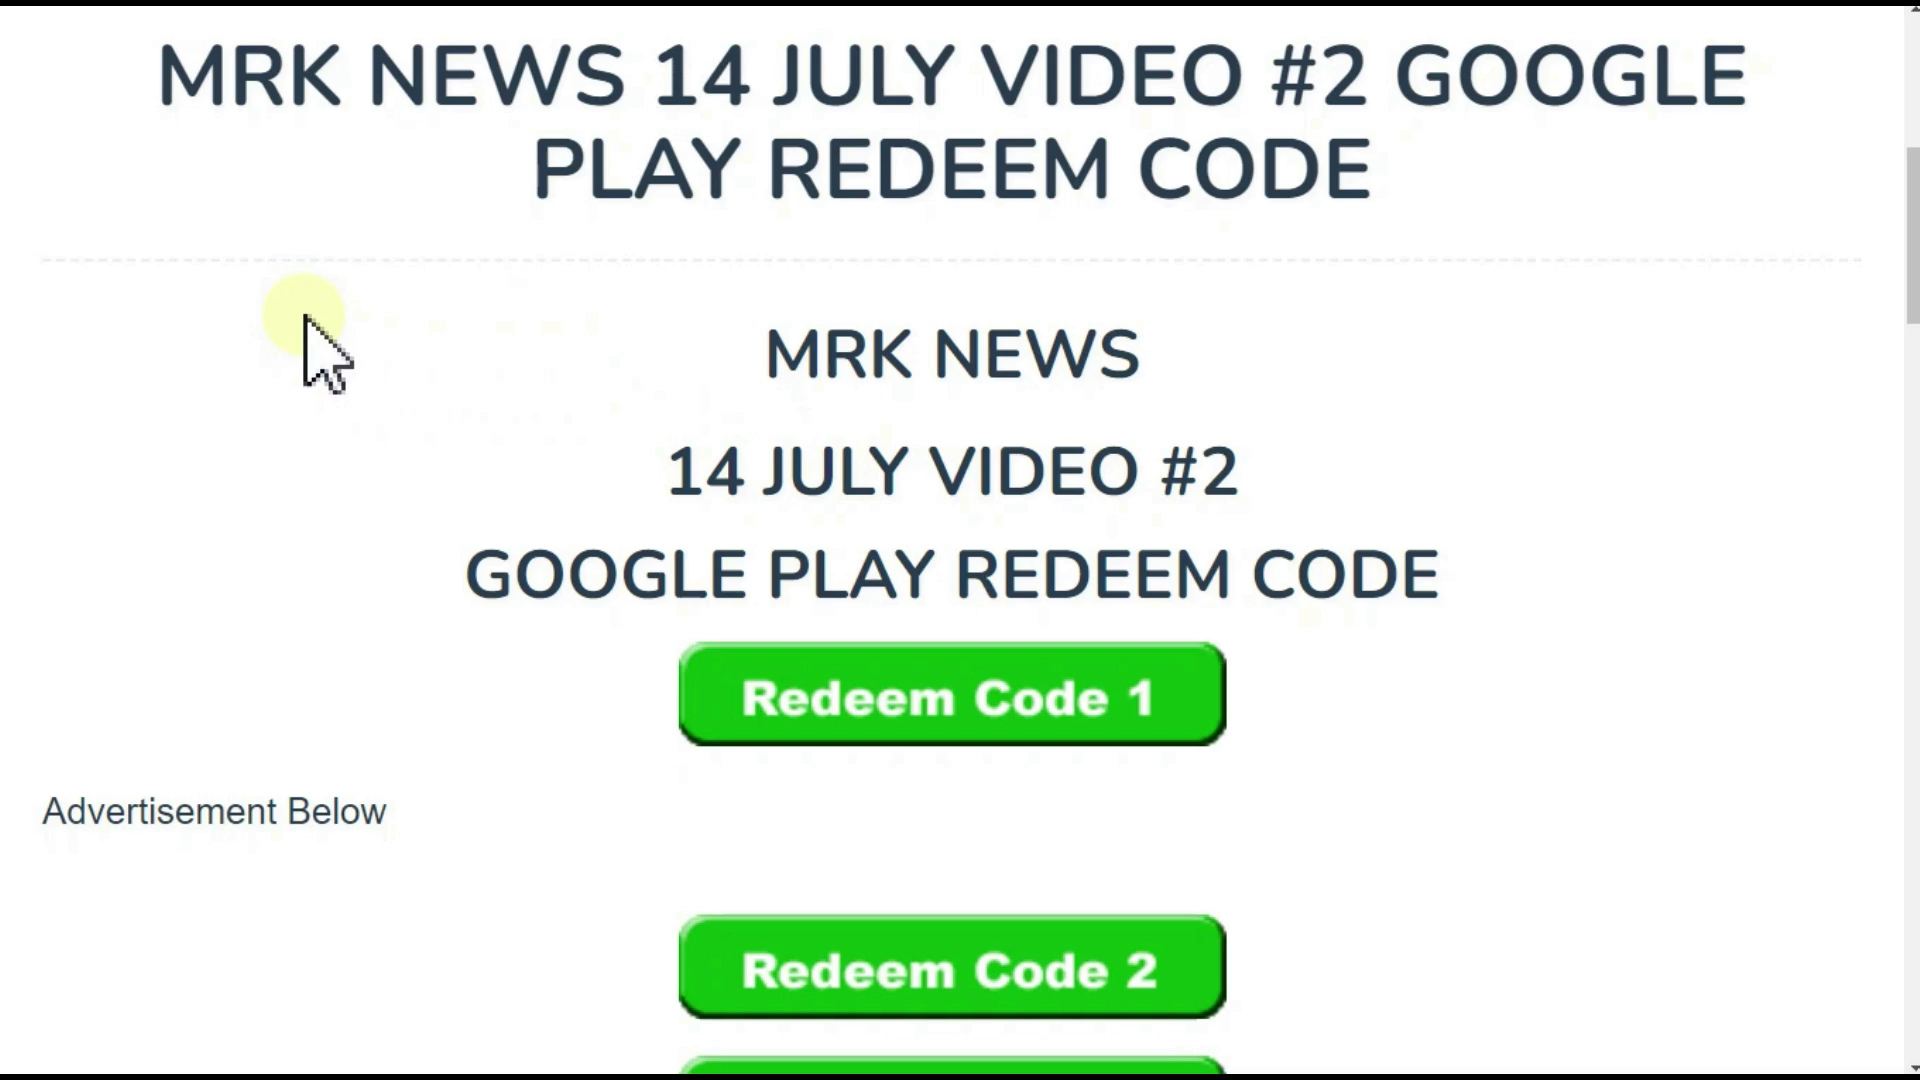 MRK NEWS 14 JULY VIDEO #2 GOOGLE
PLAY REDEEM CODE
MRK NEWS
14 JULY VIDEO #2
GOOGLE PLAY REDEEM CODE
Redeem Code 1
Advertisement Below
Redeem Code 2